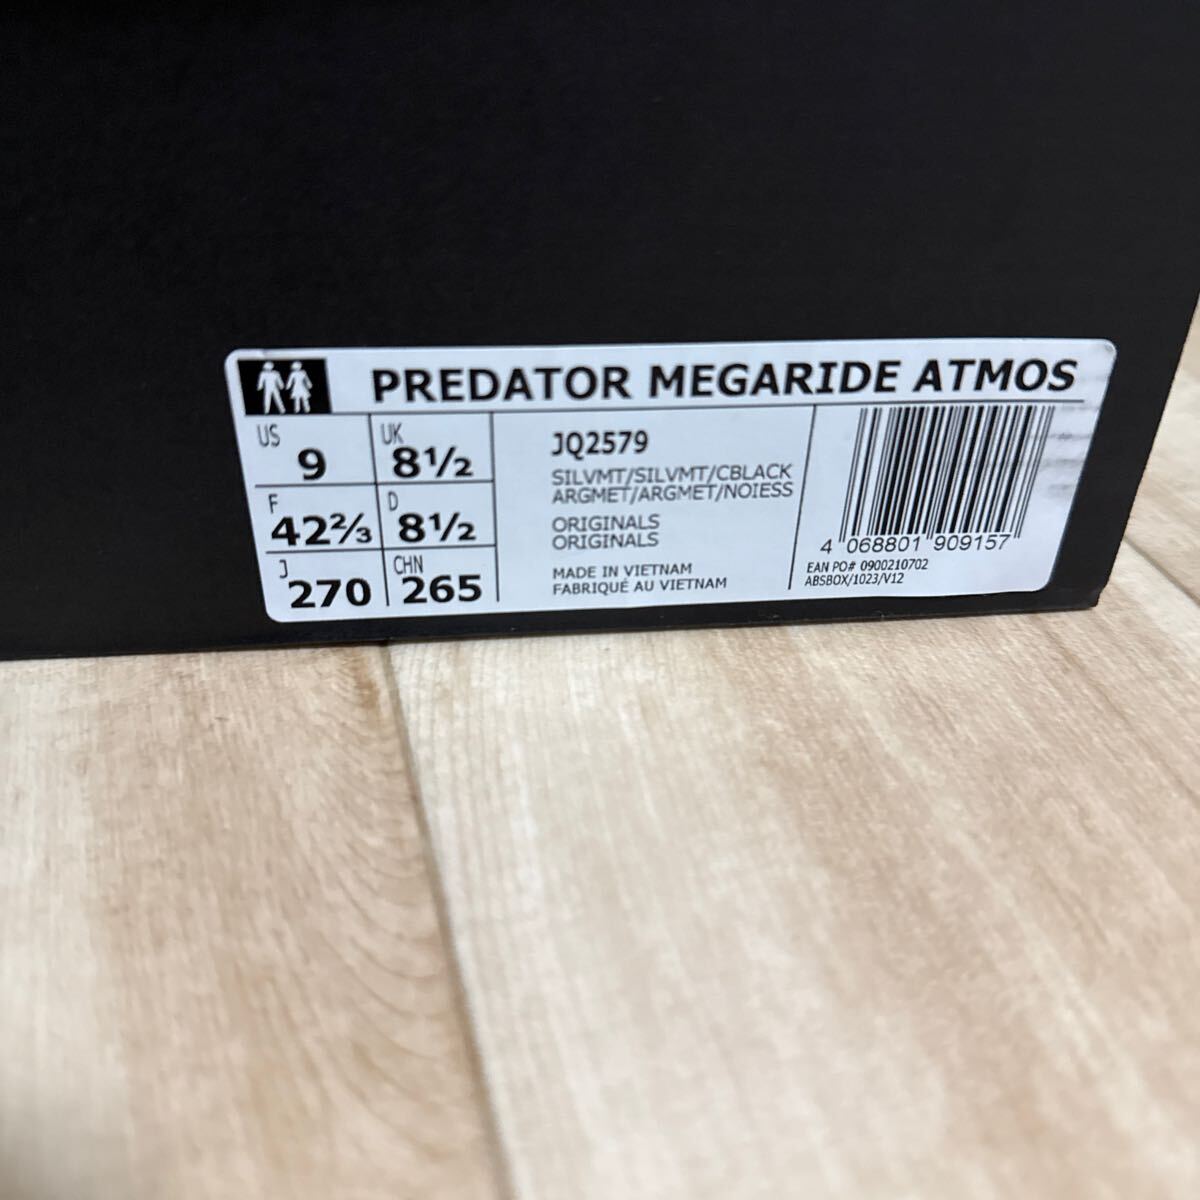 PREDATOR MEGARIDE ATMOS
US
9
UK
8½
F
42⅔
D
8½
J
270
CHN
265
JQ2579
SILVMT/SILVMT/CBLACK
ARGMET/ARGMET/NOIESS
ORIGINALS
ORIGINALS
MADE IN VIETNAM
FABRIQUÉ AU VIETNAM
4 068801 909157
EAN PO# 0900210702
ABSBOX/1023/V12